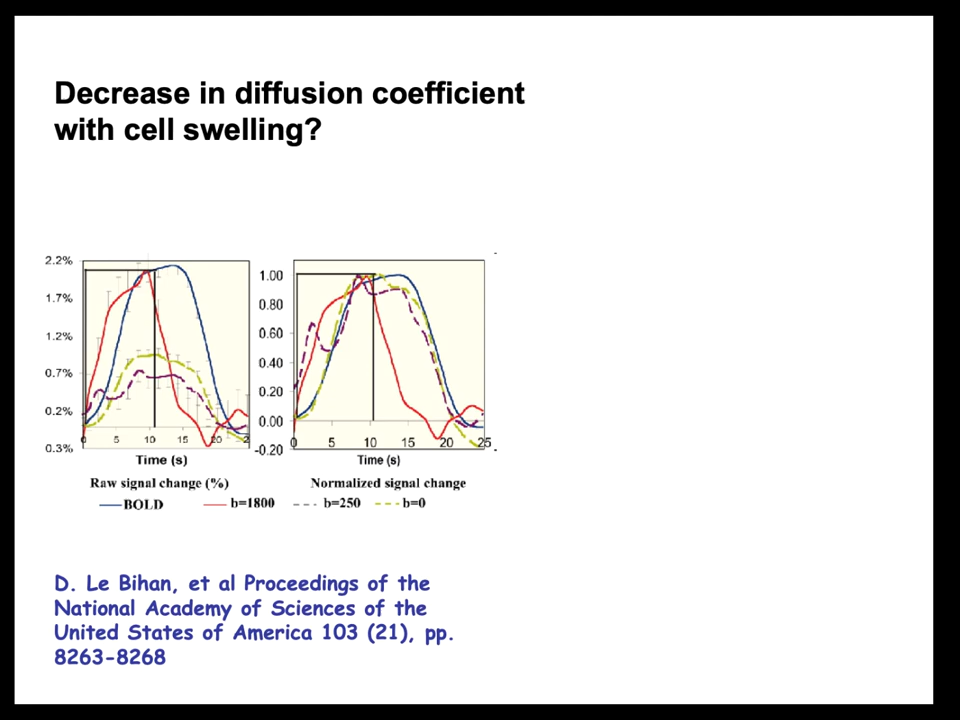 Decrease in diffusion coefficient
with cell swelling?
2.2%
1.7%
1.2%
0.7%
0.2%
0.3%
0 5 10 15 20
Time (s)
Raw signal change (%)
1.00
0.80
0.60
0.40
0.20
0.00
-0.20
0 5 10 15 20 25
Time (s)
Normalized signal change
BOLD b=1800 b=250 b=0
D. Le Bihan, et al Proceedings of the
National Academy of Sciences of the
United States of America 103 (21), pp.
8263-8268